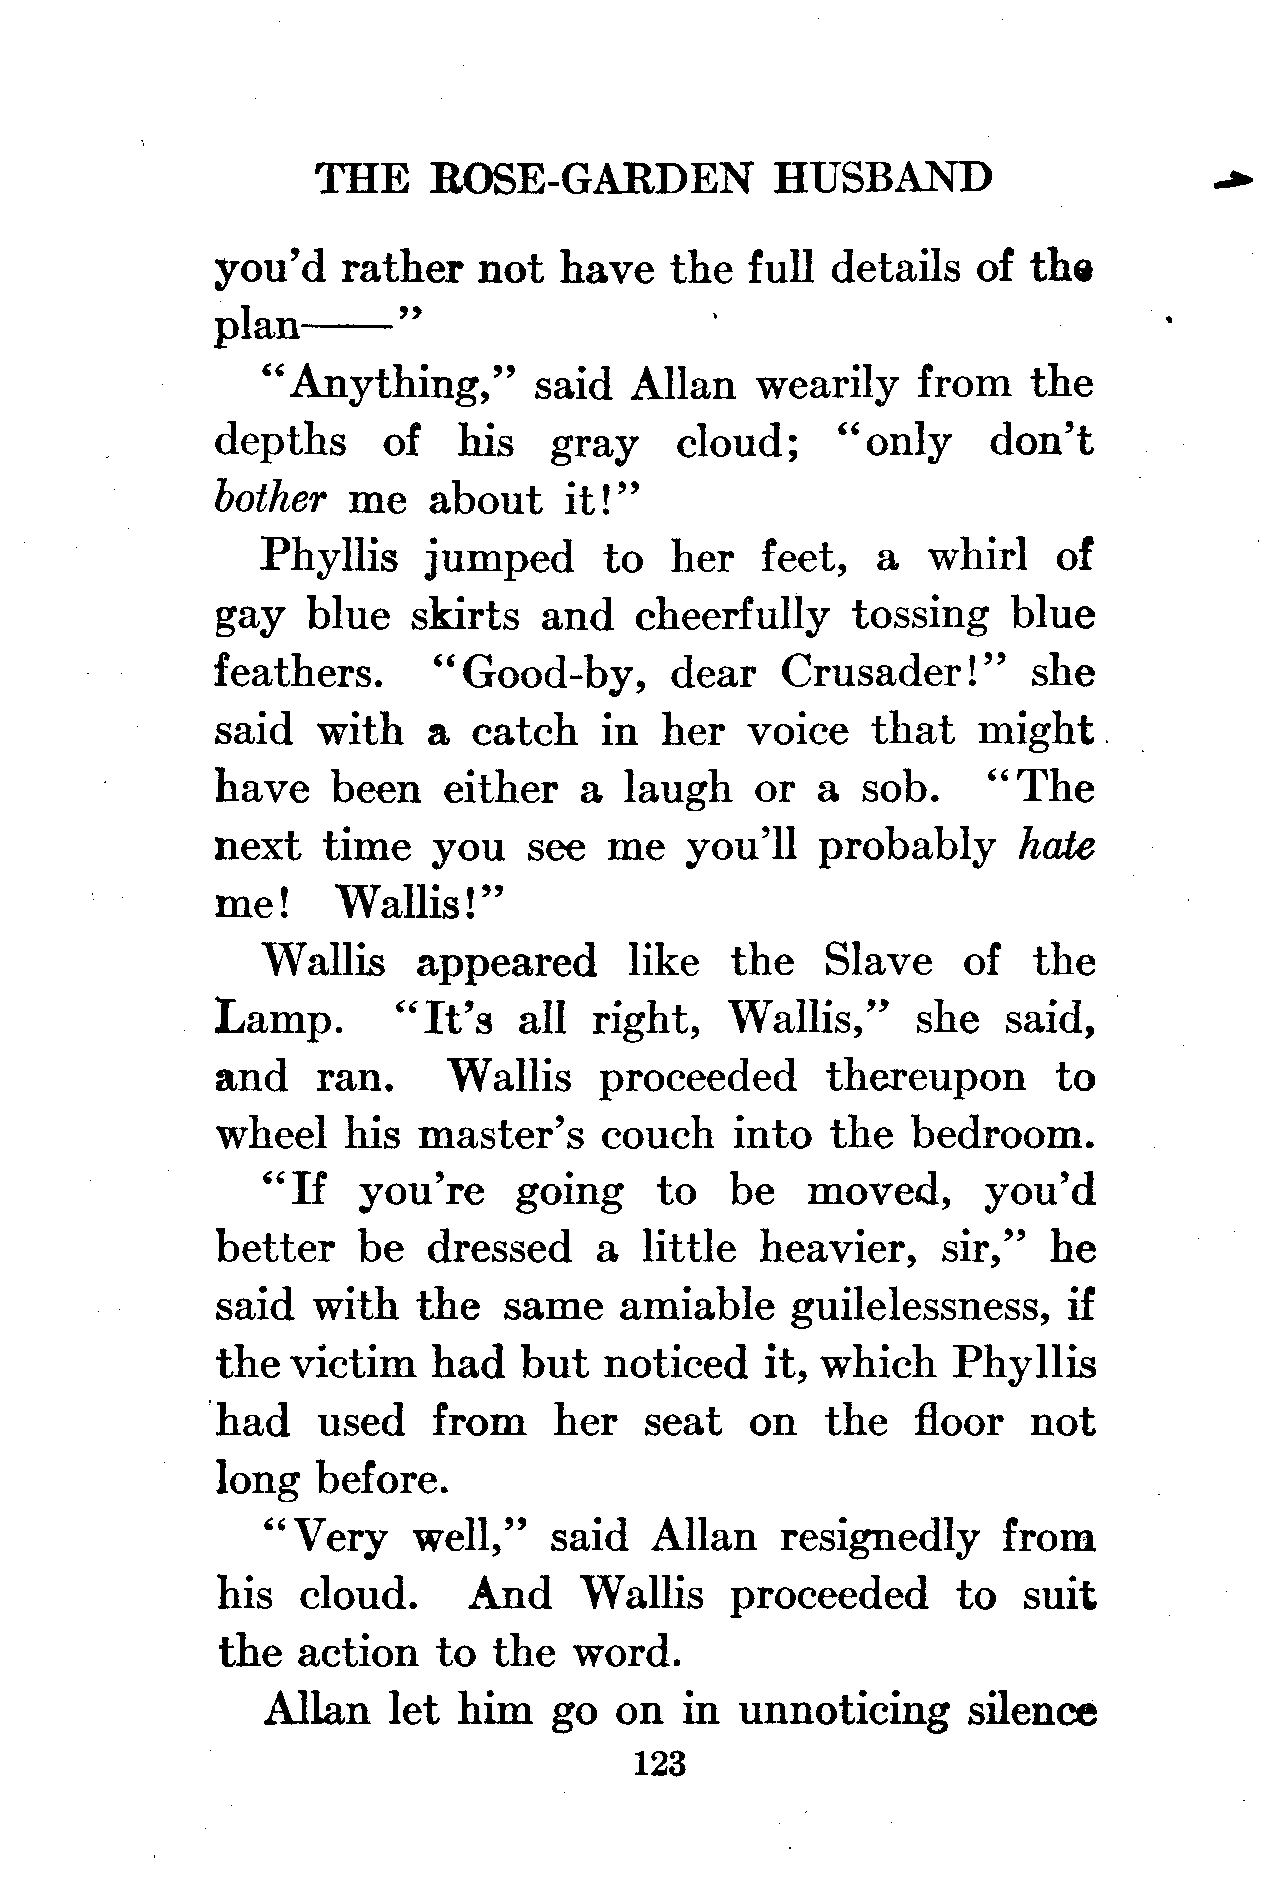 THE ROSE-GARDEN HUSBAND
you'd rather not have the full details of the
plan——"
"Anything," said Allan wearily from the
depths of his gray cloud; "only don't
bother me about it!"
Phyllis jumped to her feet, a whirl of
gay blue skirts and cheerfully tossing blue
feathers. "Good-by, dear Crusader!" she
said with a catch in her voice that might
have been either a laugh or a sob. "The
next time you see me you'll probably hate
me! Wallis!"
Wallis appeared like the Slave of the
Lamp. "It's all right, Wallis," she said,
and ran. Wallis proceeded thereupon to
wheel his master's couch into the bedroom.
"If you're going to be moved, you'd
better be dressed a little heavier, sir," he
said with the same amiable guilelessness, if
the victim had but noticed it, which Phyllis
had used from her seat on the floor not
long before.
"Very well," said Allan resignedly from
his cloud. And Wallis proceeded to suit
the action to the word.
Allan let him go on in unnoticing silence
123